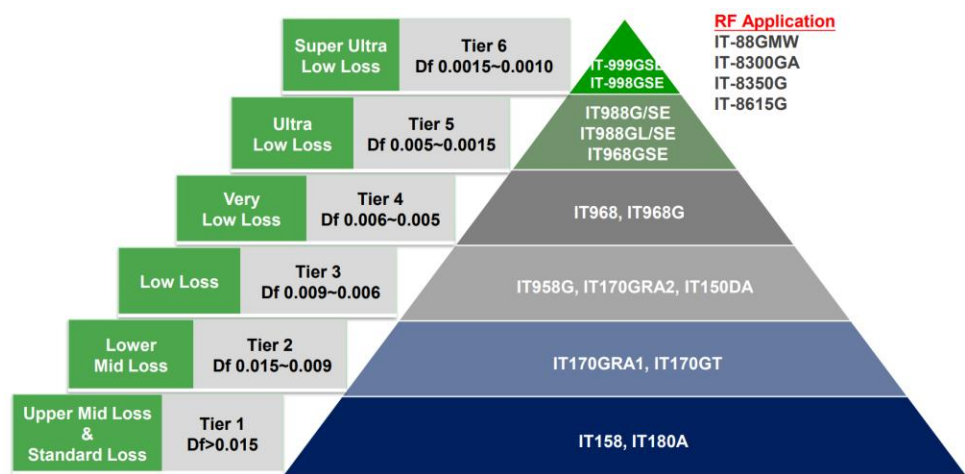 RF Application
IT-88GMW
IT-8300GA
IT-8350G
IT-8615G
Super Ultra
Low Loss
Tier 6
Df 0.0015~0.0010
IT-999GSE
IT-998GSE
Ultra
Low Loss
Tier 5
Df 0.005~0.0015
IT988G/SE
IT988GL/SE
IT968GSE
Very
Low Loss
Tier 4
Df 0.006~0.005
IT968, IT968G
Low Loss
Tier 3
Df 0.009~0.006
IT958G, IT170GRA2, IT150DA
Lower
Mid Loss
Tier 2
Df 0.015~0.009
IT170GRA1, IT170GT
Upper Mid Loss
&
Standard Loss
Tier 1
Df>0.015
IT158, IT180A